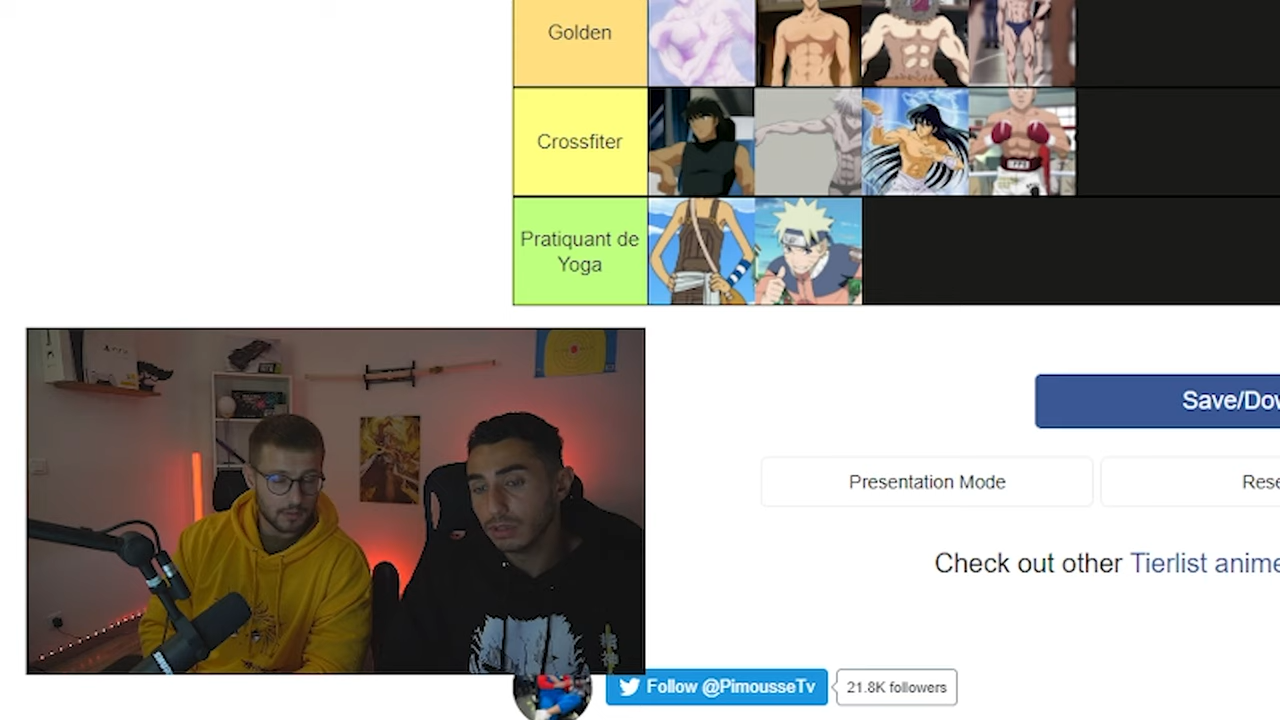 Golden
Crossfiter
Pratiquant de
Yoga
Save/Dow
Presentation Mode
Rese
Check out other Tierlist anime
Follow @PimousseTv
21.8K followers